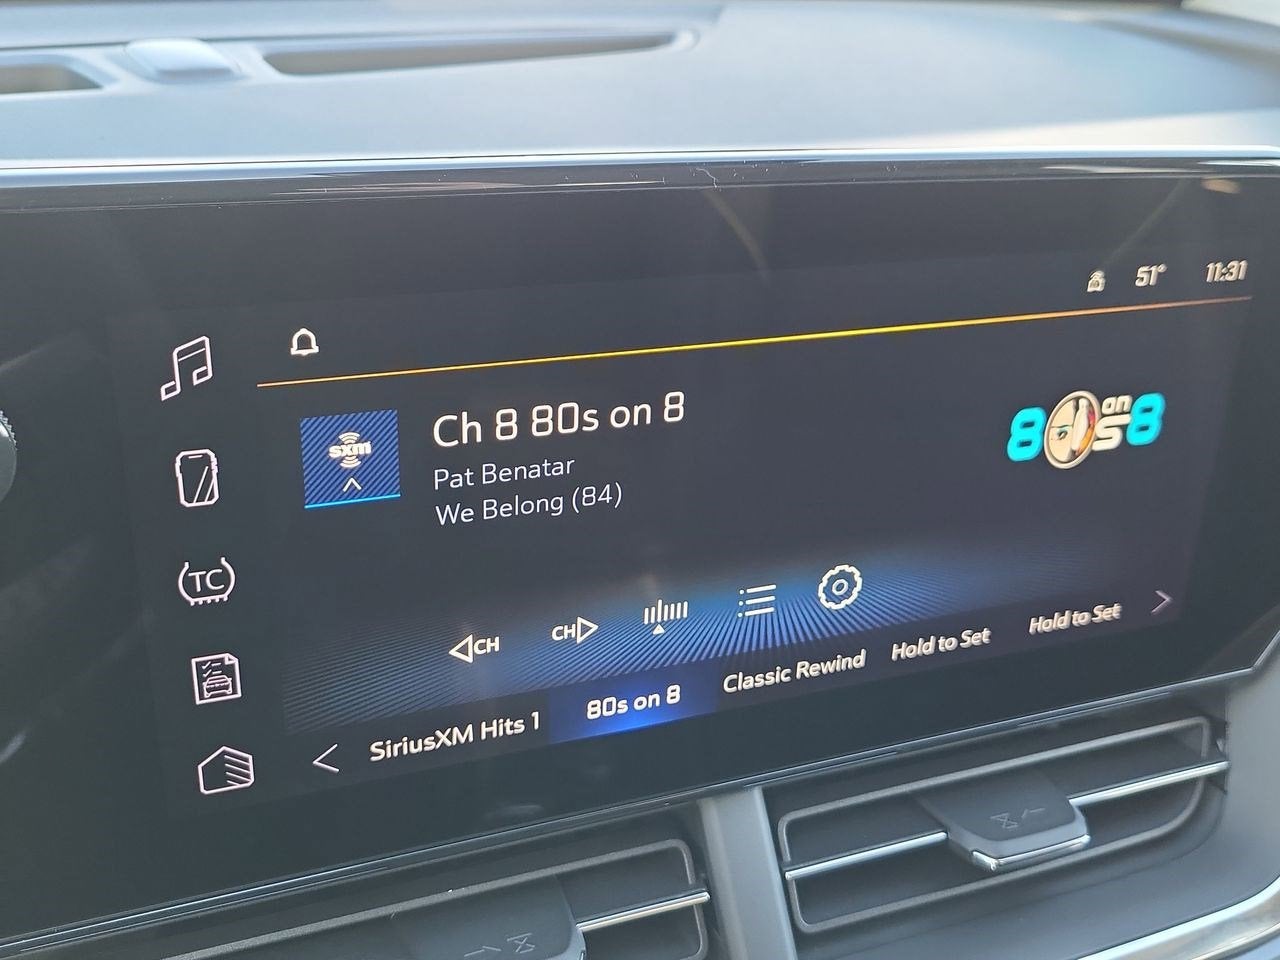 51° 11:31
sxm
Ch 8 80s on 8
Pat Benatar
We Belong (84)
80s on 8
TC
CH
CH
SiriusXM Hits 1
80s on 8
Classic Rewind
Hold to Set
Hold to Set